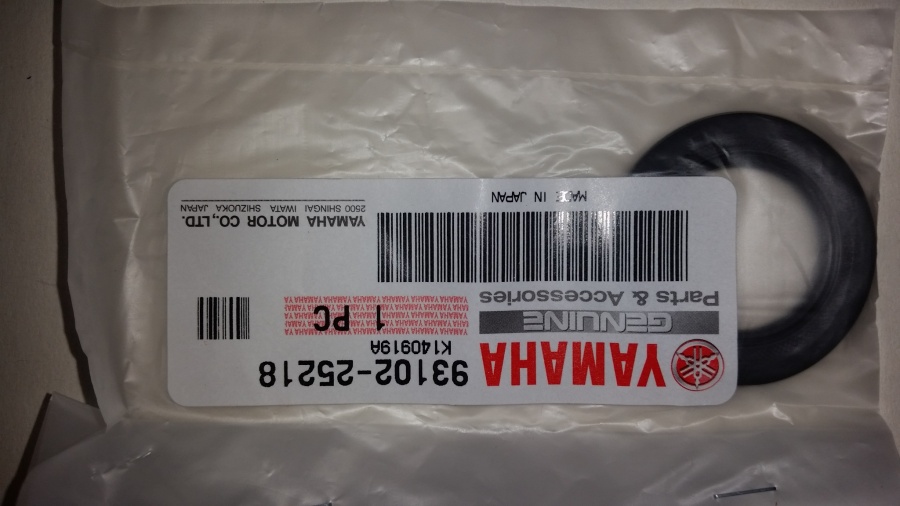 YAMAHA
GENUINE
Parts & Accessories
93102-25218
K140919A
1 PC
MADE IN JAPAN
YAMAHA MOTOR CO.,LTD.
2500 SHINGAI IWATA SHIZUOKA JAPAN